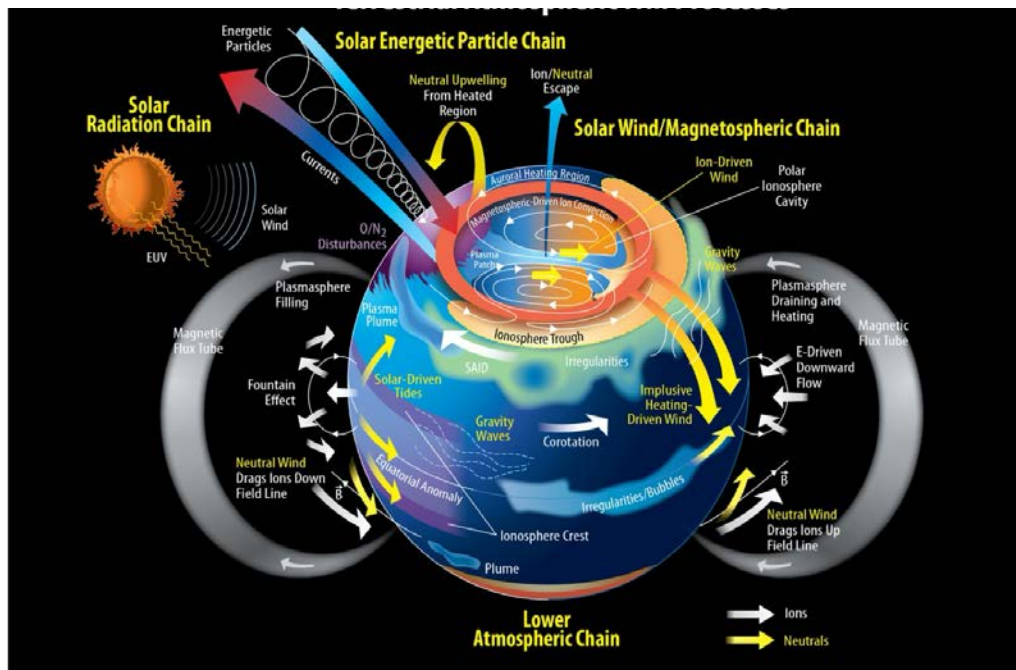 Energetic
Particles
Solar Energetic Particle Chain
Neutral Upwelling
From Heated
Region
Ion/Neutral
Escape
Solar
Radiation Chain
Solar Wind/Magnetospheric Chain
Currents
Ion-Driven
Wind
Polar
Ionosphere
Cavity
Auroral Heating Region
Magnetospheric-Driven Ion Convection
Solar
Wind
EUV
O/N2
Disturbances
Plasma Patch
Gravity
Waves
Plasmasphere
Filling
Plasmasphere
Draining and
Heating
Plasma
Plume
Magnetic
Flux Tube
Magnetic
Flux Tube
Ionosphere Trough
SAID
Irregularities
E-Driven
Downward
Flow
Fountain
Effect
Solar-Driven
Tides
Implusive
Heating-
Driven Wind
Gravity
Waves
Corotation
Neutral Wind
Drags Ions Down
Field Line
B
Equatorial Anomaly
Irregularities/Bubbles
B
Neutral Wind
Drags Ions Up
Field Line
Ionosphere Crest
Plume
Lower
Atmospheric Chain
Ions
Neutrals